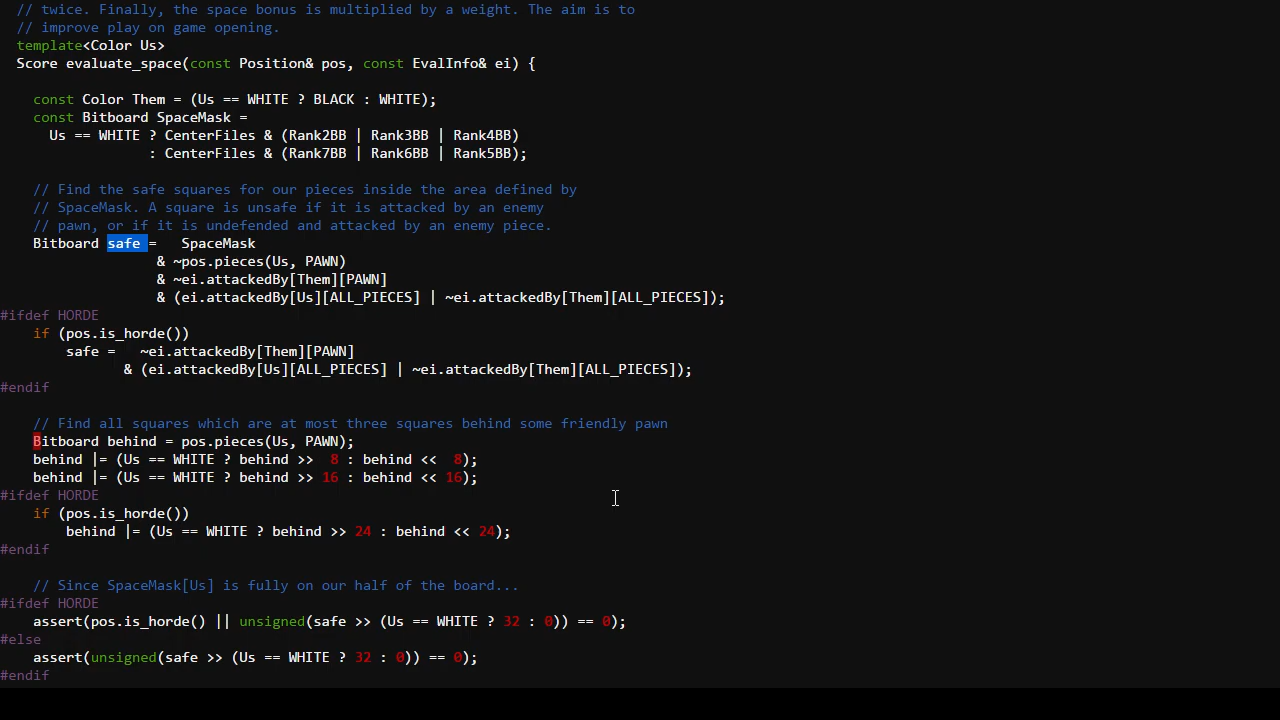 // twice. Finally, the space bonus is multiplied by a weight. The aim is to
// improve play on game opening.
template<Color Us>
Score evaluate_space(const Position& pos, const EvalInfo& ei) {
const Color Them = (Us == WHITE ? BLACK : WHITE);
const Bitboard SpaceMask =
Us == WHITE ? CenterFiles & (Rank2BB | Rank3BB | Rank4BB)
: CenterFiles & (Rank7BB | Rank6BB | Rank5BB);
// Find the safe squares for our pieces inside the area defined by
// SpaceMask. A square is unsafe if it is attacked by an enemy
// pawn, or if it is undefended and attacked by an enemy piece.
Bitboard safe =   SpaceMask
& ~pos.pieces(Us, PAWN)
& ~ei.attackedBy[Them][PAWN]
& (ei.attackedBy[Us][ALL_PIECES] | ~ei.attackedBy[Them][ALL_PIECES]);
#ifdef HORDE
if (pos.is_horde())
safe =   ~ei.attackedBy[Them][PAWN]
& (ei.attackedBy[Us][ALL_PIECES] | ~ei.attackedBy[Them][ALL_PIECES]);
#endif
// Find all squares which are at most three squares behind some friendly pawn
Bitboard behind = pos.pieces(Us, PAWN);
behind |= (Us == WHITE ? behind >>  8 : behind <<  8);
behind |= (Us == WHITE ? behind >> 16 : behind << 16);
#ifdef HORDE
if (pos.is_horde())
behind |= (Us == WHITE ? behind >> 24 : behind << 24);
#endif
// Since SpaceMask[Us] is fully on our half of the board...
#ifdef HORDE
assert(pos.is_horde() || unsigned(safe >> (Us == WHITE ? 32 : 0)) == 0);
#else
assert(unsigned(safe >> (Us == WHITE ? 32 : 0)) == 0);
#endif